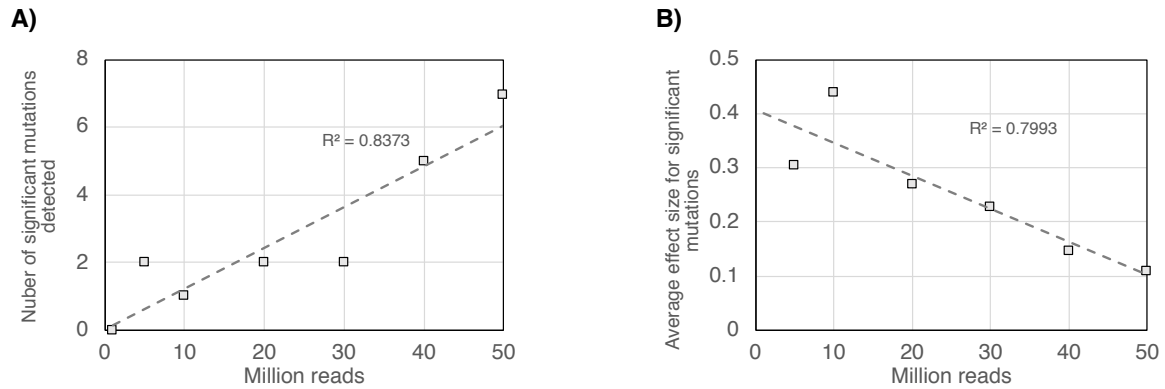 A)
Nuber of significant mutations
detected
8
6
4
2
0
R² = 0.8373
0 10 20 30 40 50
Million reads
B)
Average effect size for significant
mutations
0.5
0.4
0.3
0.2
0.1
0
R² = 0.7993
0 10 20 30 40 50
Million reads